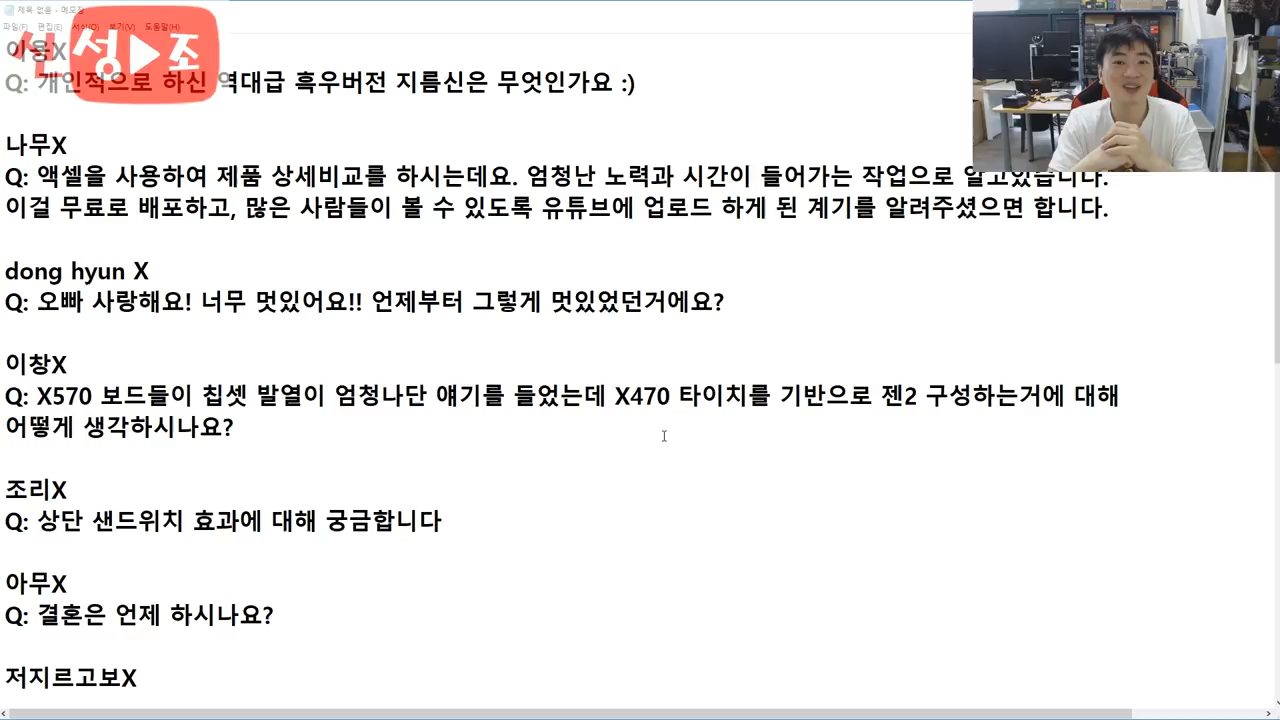 제목 없음 - 메모장
파일(F) 편집(E) 서식(O) 보기(V) 도움말(H)
신성조
이용X
Q: 개인적으로 하신 역대급 흑우버전 지름신은 무엇인가요 :)
나무X
Q: 액셀을 사용하여 제품 상세비교를 하시는데요. 엄청난 노력과 시간이 들어가는 작업으로 알고있습니다.
이걸 무료로 배포하고, 많은 사람들이 볼 수 있도록 유튜브에 업로드 하게 된 계기를 알려주셨으면 합니다.
dong hyun X
Q: 오빠 사랑해요! 너무 멋있어요!! 언제부터 그렇게 멋있었던거에요?
이창X
Q: X570 보드들이 칩셋 발열이 엄청나단 얘기를 들었는데 X470 타이치를 기반으로 젠2 구성하는거에 대해
어떻게 생각하시나요?
조리X
Q: 상단 샌드위치 효과에 대해 궁금합니다
아무X
Q: 결혼은 언제 하시나요?
저지르고보X